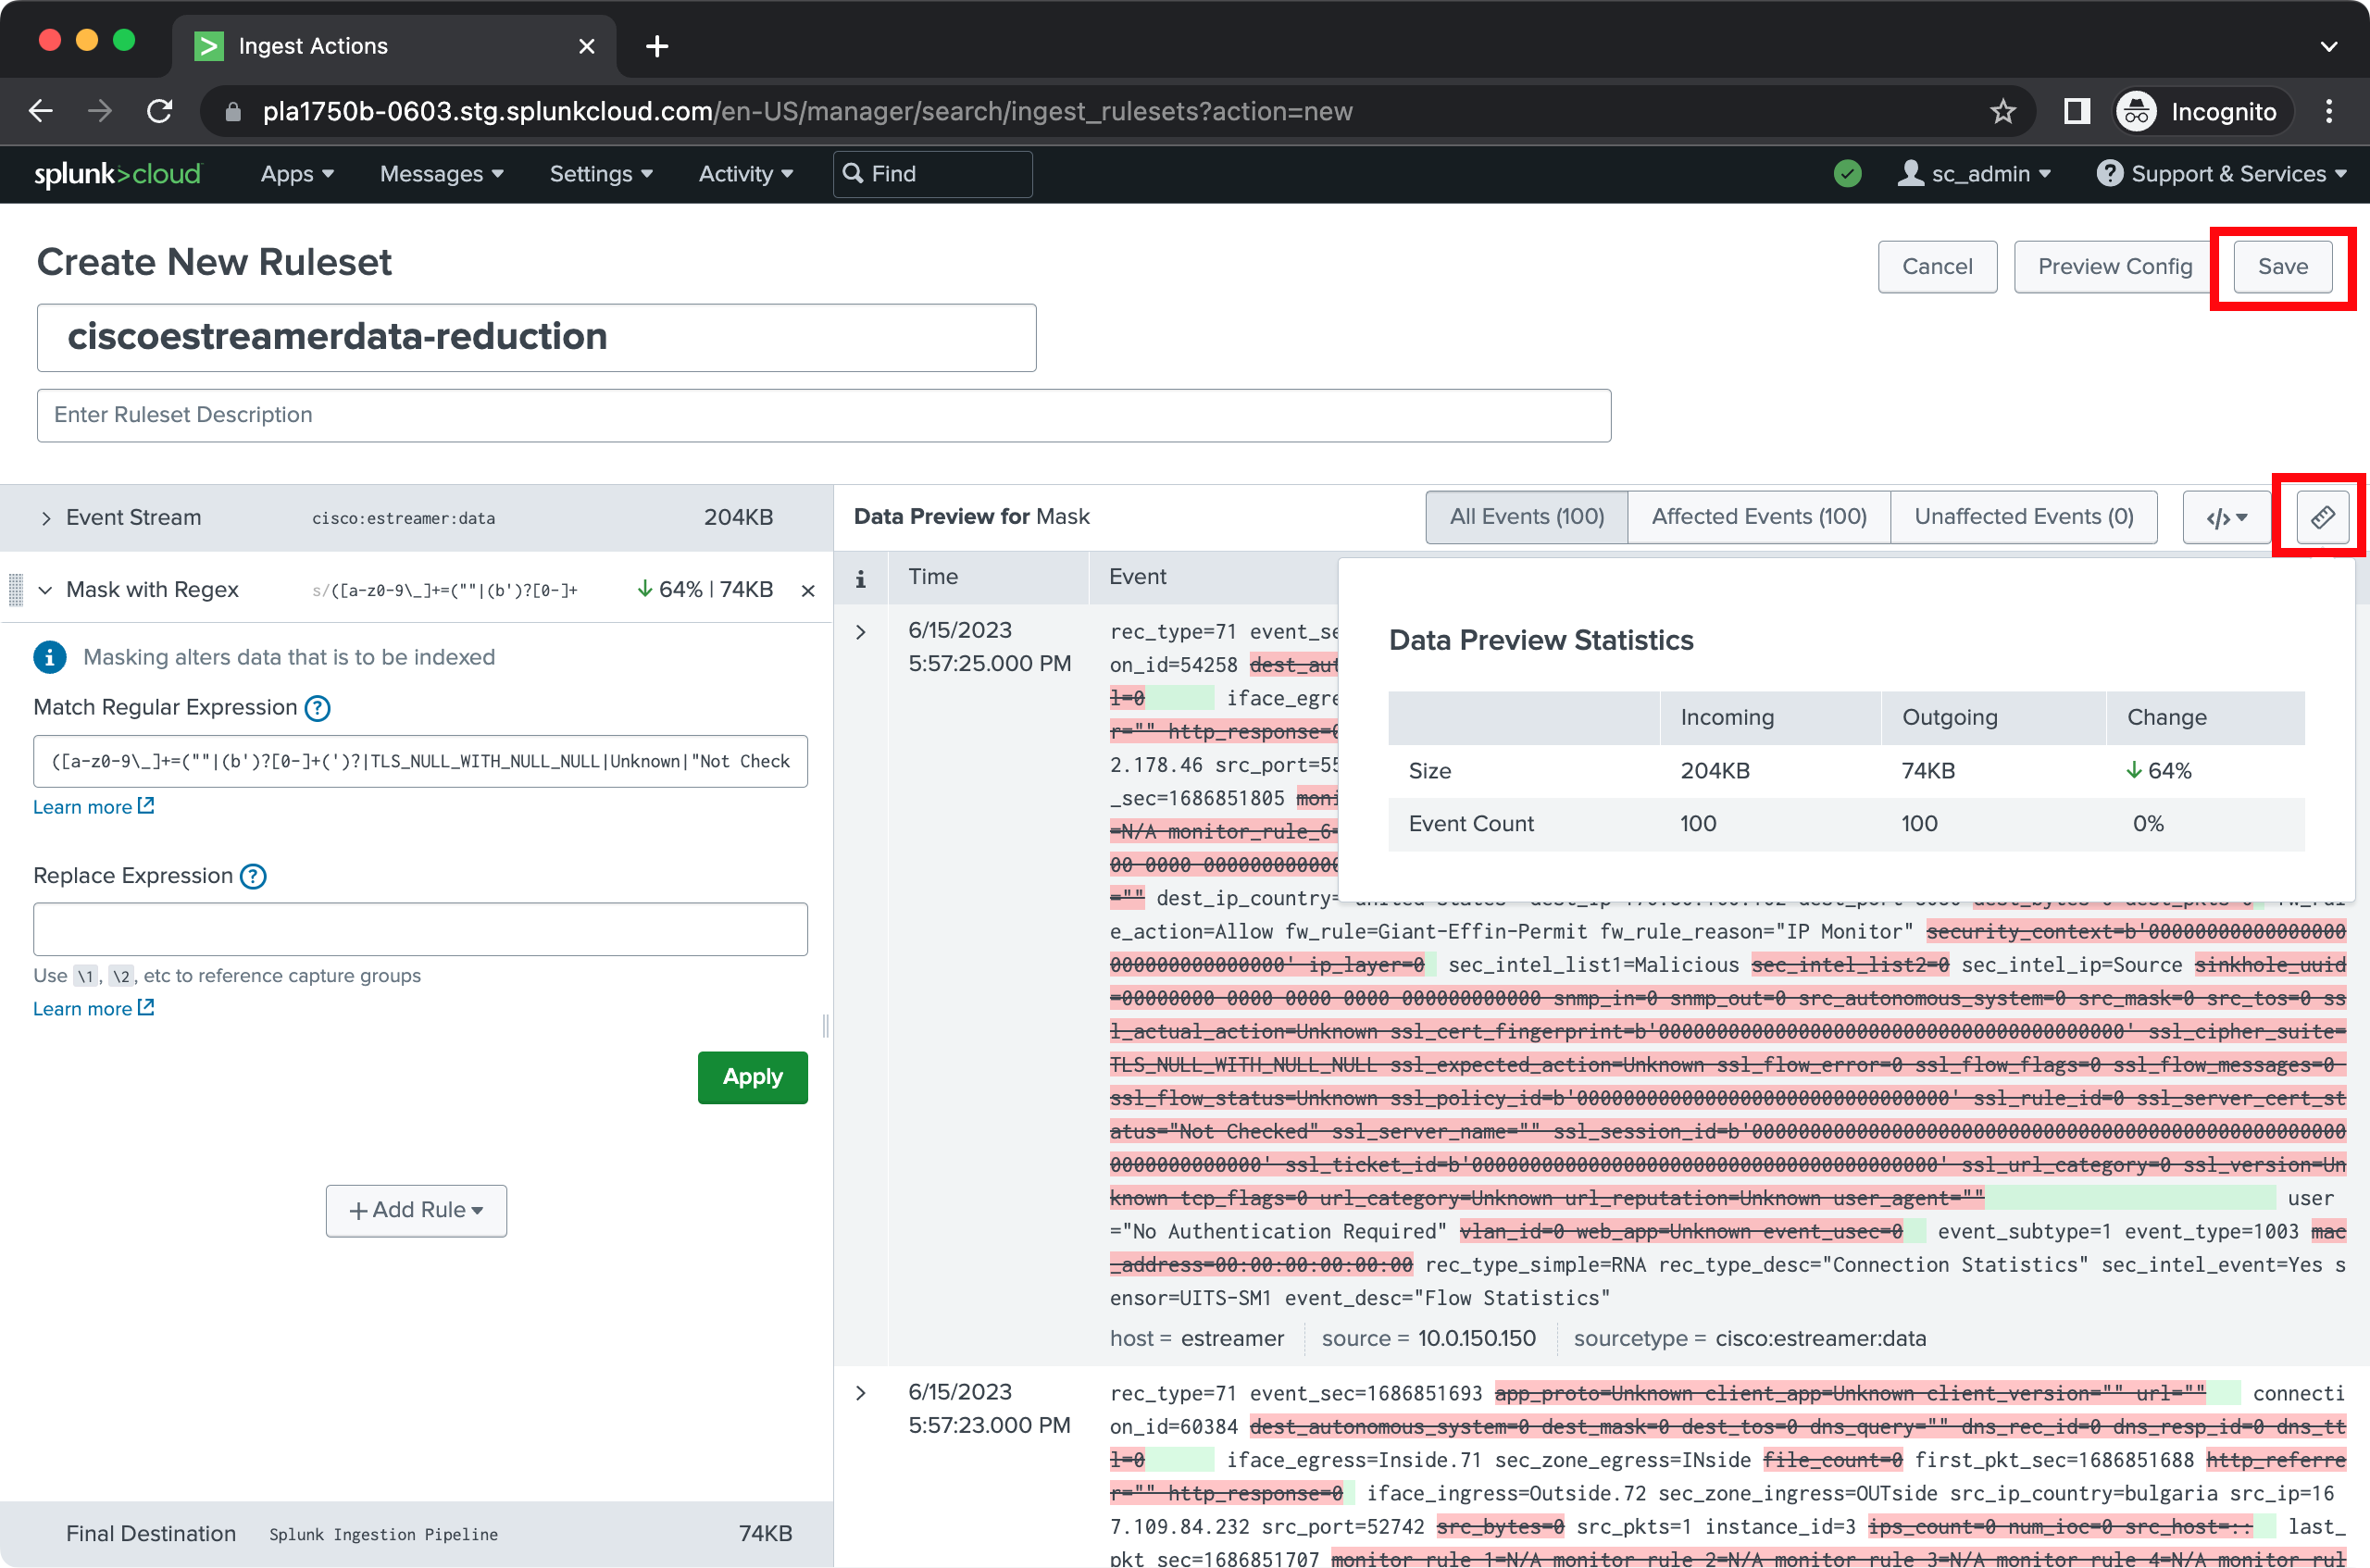 Ingest Actions
pla1750b-0603.stg.splunkcloud.com/en-US/manager/search/ingest_rulesets?action=new
Incognito
splunk>cloud Apps Messages Settings Activity Find sc_admin Support & Services
Create New Ruleset
Cancel Preview Config Save
ciscoestreamerdata-reduction
Enter Ruleset Description
Event Stream cisco:estreamer:data 204KB
Mask with Regex s/([a-z0-9\_]+=(""|(b')?[0-]+ 64% | 74KB
Masking alters data that is to be indexed
Match Regular Expression
([a-z0-9\_]+=(""|(b')?[0-]+(')?|TLS_NULL_WITH_NULL_NULL|Unknown|"Not Check
Learn more
Replace Expression
Use \1, \2, etc to reference capture groups
Learn more
Apply
Add Rule
Final Destination Splunk Ingestion Pipeline 74KB
Data Preview for Mask
All Events (100) Affected Events (100) Unaffected Events (0) </>
i Time Event
Data Preview Statistics
Incoming Outgoing Change
Size 204KB 74KB 64%
Event Count 100 100 0%
6/15/2023
5:57:25.000 PM
rec_type=71 event_se
on_id=54258 dest_aut
l=0 iface_egre
r="" http_response=0
2.178.46 src_port=55
_sec=1686851805 moni
=N/A monitor_rule_6=
00-0000-000000000000
="" dest_ip_country=
e_action=Allow fw_rule=Giant-Effin-Permit fw_rule_reason="IP Monitor" security_context=b'00000000000000000
000000000000000' ip_layer=0 sec_intel_list1=Malicious sec_intel_list2=0 sec_intel_ip=Source sinkhole_uuid
=00000000-0000-0000-0000-000000000000 snmp_in=0 snmp_out=0 src_autonomous_system=0 src_mask=0 src_tos=0 ss
l_actual_action=Unknown ssl_cert_fingerprint=b'0000000000000000000000000000000000000000' ssl_cipher_suite=
TLS_NULL_WITH_NULL_NULL ssl_expected_action=Unknown ssl_flow_error=0 ssl_flow_flags=0 ssl_flow_messages=0
ssl_flow_status=Unknown ssl_policy_id=b'00000000000000000000000000000000' ssl_rule_id=0 ssl_server_cert_st
atus="Not Checked" ssl_server_name="" ssl_session_id=b'000000000000000000000000000000000000000000000000000
0000000000000' ssl_ticket_id=b'0000000000000000000000000000000000000000' ssl_url_category=0 ssl_version=Un
known tcp_flags=0 url_category=Unknown url_reputation=Unknown user_agent="" user
="No Authentication Required" vlan_id=0 web_app=Unknown event_usec=0 event_subtype=1 event_type=1003 mac
_address=00:00:00:00:00:00 rec_type_simple=RNA rec_type_desc="Connection Statistics" sec_intel_event=Yes s
ensor=UITS-SM1 event_desc="Flow Statistics"
host = estreamer source = 10.0.150.150 sourcetype = cisco:estreamer:data
6/15/2023
5:57:23.000 PM
rec_type=71 event_sec=1686851693 app_proto=Unknown client_app=Unknown client_version="" url="" connecti
on_id=60384 dest_autonomous_system=0 dest_mask=0 dest_tos=0 dns_query="" dns_rec_id=0 dns_resp_id=0 dns_tt
l=0 iface_egress=Inside.71 sec_zone_egress=INside file_count=0 first_pkt_sec=1686851688 http_referre
r="" http_response=0 iface_ingress=Outside.72 sec_zone_ingress=OUTside src_ip_country=bulgaria src_ip=16
7.109.84.232 src_port=52742 src_bytes=0 src_pkts=1 instance_id=3 ips_count=0 num_ioc=0 src_host=:: last_
pkt_sec=1686851707 monitor_rule_1=N/A monitor_rule_2=N/A monitor_rule_3=N/A monitor_rule_4=N/A monitor_rul